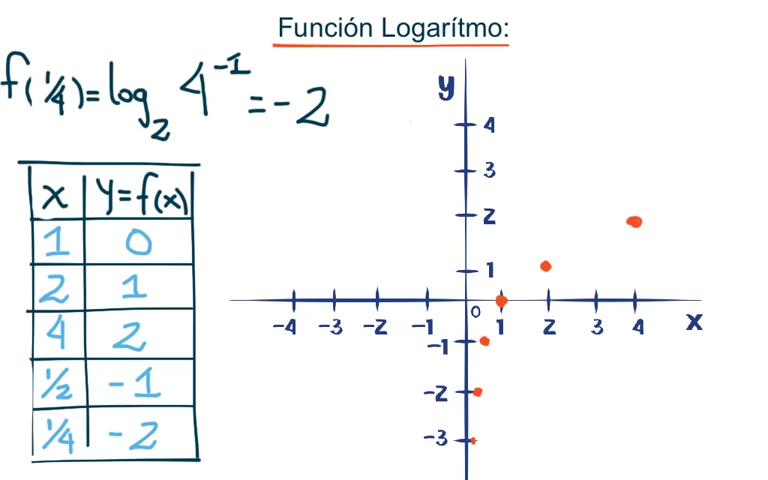 Función Logarítmo:
f(1/4)=log₂ 4⁻¹ = -2
x y=f(x)
1 0
2 1
4 2
1/2 -1
1/4 -2
y
4
3
2
1
-4 -3 -2 -1 0 1 2 3 4 x
-1
-2
-3